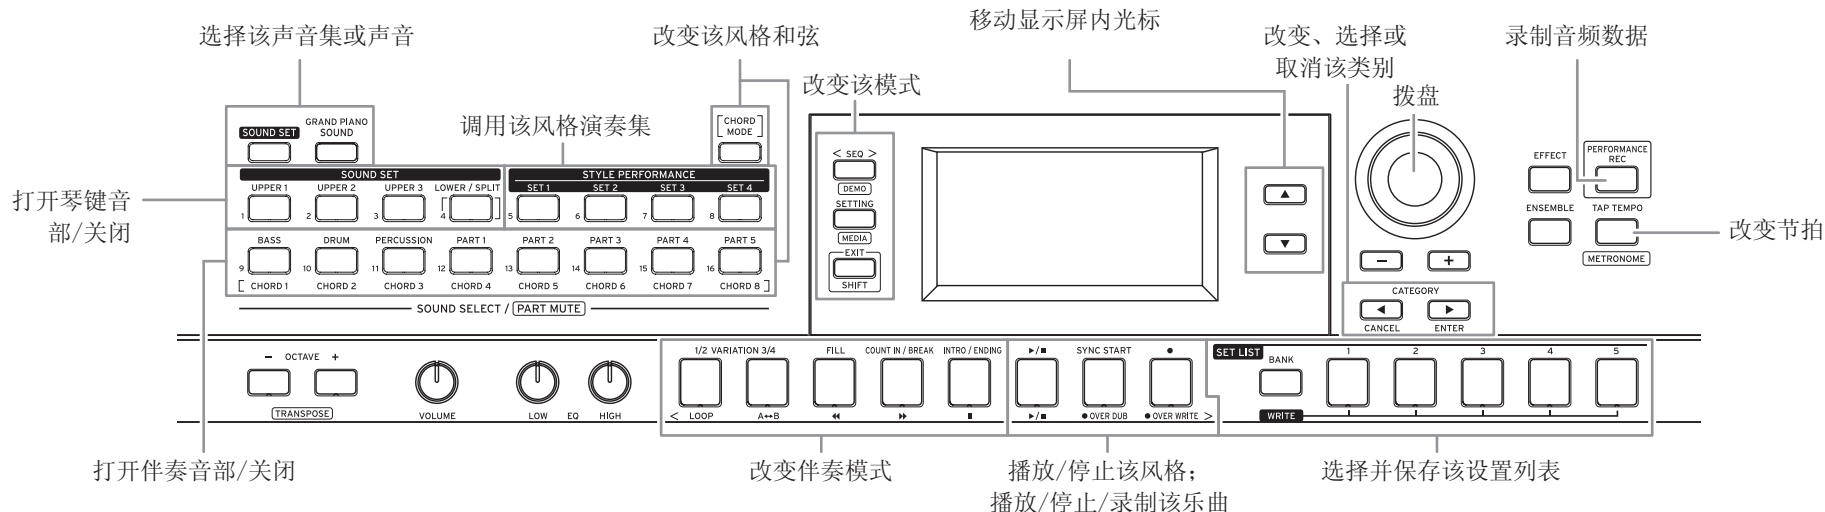 选择该声音集或声音
改变该风格和弦
移动显示屏内光标
改变、选择或
取消该类别
录制音频数据
改变该模式
拨盘
调用该风格演奏集
打开琴键音
部/关闭
改变节拍
SOUND SET
GRAND PIANO
SOUND
CHORD
MODE
SOUND SET
STYLE PERFORMANCE
UPPER 1 UPPER 2 UPPER 3 LOWER / SPLIT SET 1 SET 2 SET 3 SET 4
1 2 3 4 5 6 7 8
BASS DRUM PERCUSSION PART 1 PART 2 PART 3 PART 4 PART 5
9 10 11 12 13 14 15 16
[ CHORD 1 CHORD 2 CHORD 3 CHORD 4 CHORD 5 CHORD 6 CHORD 7 CHORD 8 ]
SOUND SELECT / PART MUTE
< SEQ >
DEMO
SETTING
MEDIA
EXIT
SHIFT
▲
▼
− +
CATEGORY
◀ ▶
CANCEL ENTER
EFFECT
PERFORMANCE
REC
ENSEMBLE TAP TEMPO
METRONOME
− OCTAVE +
TRANSPOSE
VOLUME
LOW EQ HIGH
1/2 VARIATION 3/4 FILL COUNT IN / BREAK INTRO / ENDING
< LOOP A↔B ◀◀ ▶▶ ■
▶/■ SYNC START ●
▶/■ ● OVER DUB ● OVER WRITE >
SET LIST
BANK
1 2 3 4 5
WRITE
打开伴奏音部/关闭
改变伴奏模式
播放/停止该风格；
播放/停止/录制该乐曲
选择并保存该设置列表